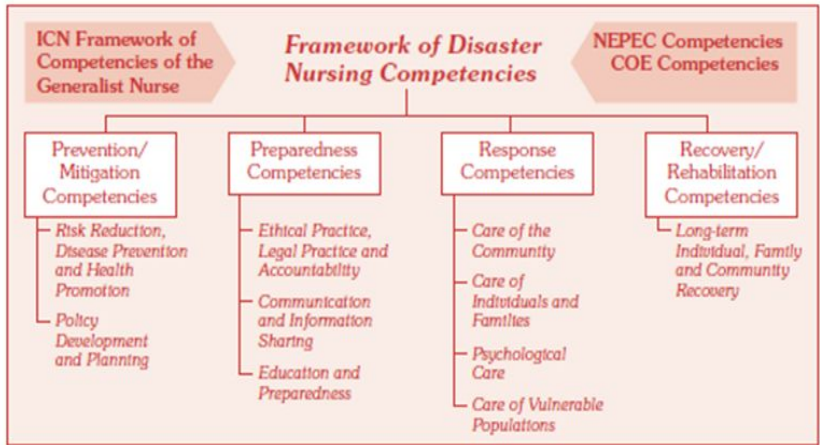 ICN Framework of
Competencies of the
Generalist Nurse
Framework of Disaster
Nursing Competencies
NEPEC Competencies
COE Competencies
Prevention/
Mitigation
Competencies
Risk Reduction,
Disease Prevention
and Health
Promotion
Policy
Development
and Planning
Preparedness
Competencies
Ethical Practice,
Legal Practice and
Accountability
Communication
and Information
Sharing
Education and
Preparedness
Response
Competencies
Care of the
Community
Care of
Individuals and
Families
Psychological
Care
Care of Vulnerable
Populations
Recovery/
Rehabilitation
Competencies
Long-term
Individual, Family
and Community
Recovery